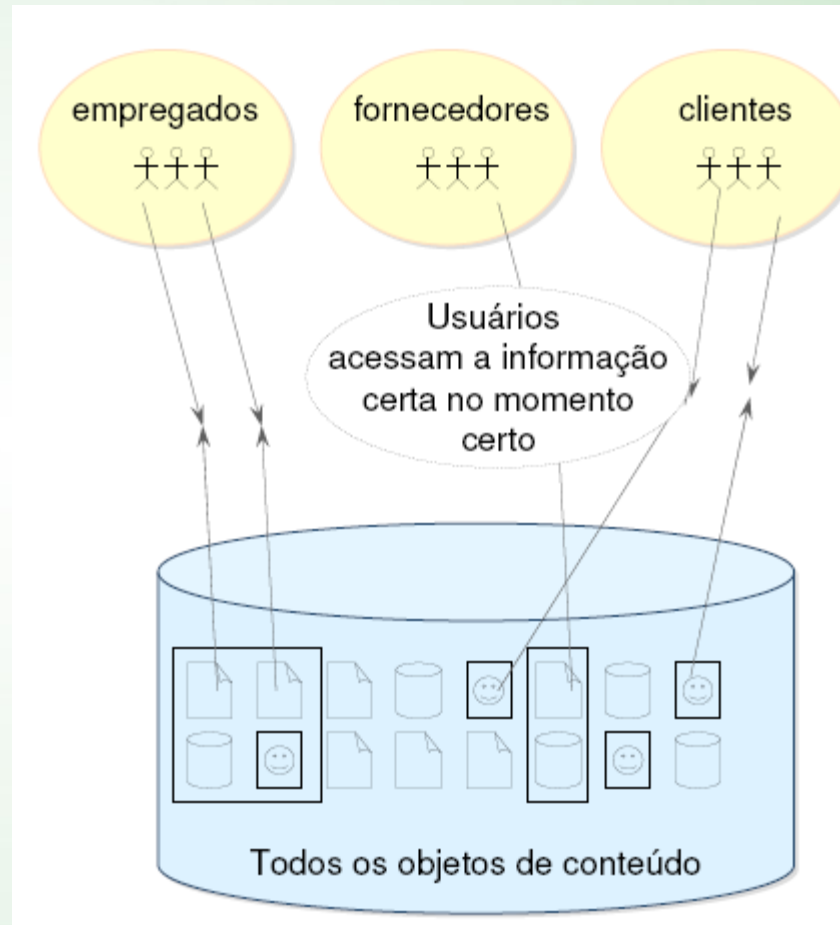 empregados
fornecedores
clientes
Usuários
acessam a informação
certa no momento
certo
Todos os objetos de conteúdo